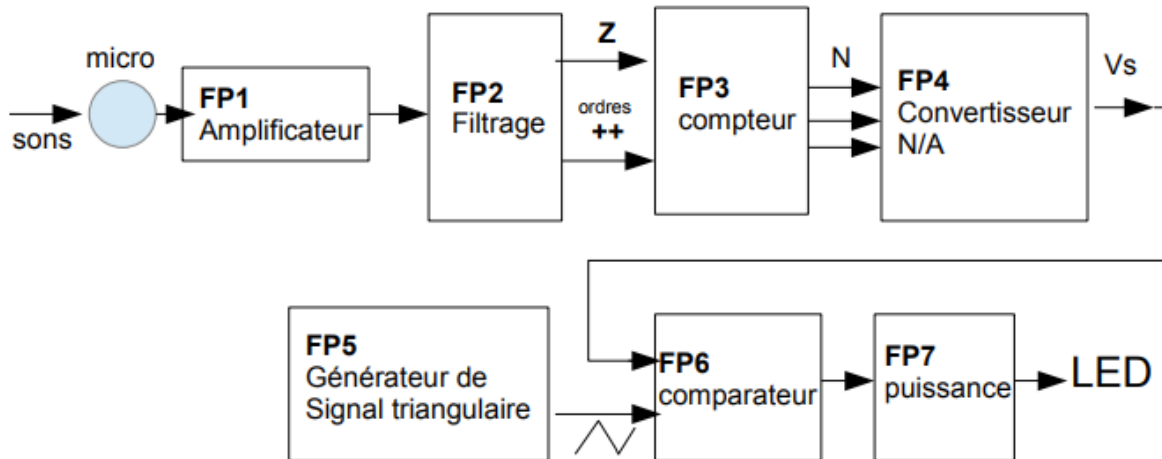 micro
sons
FP1
Amplificateur
FP2
Filtrage
Z
ordres
++
FP3
compteur
N
FP4
Convertisseur
N/A
Vs
FP5
Générateur de
Signal triangulaire
FP6
comparateur
FP7
puissance
LED